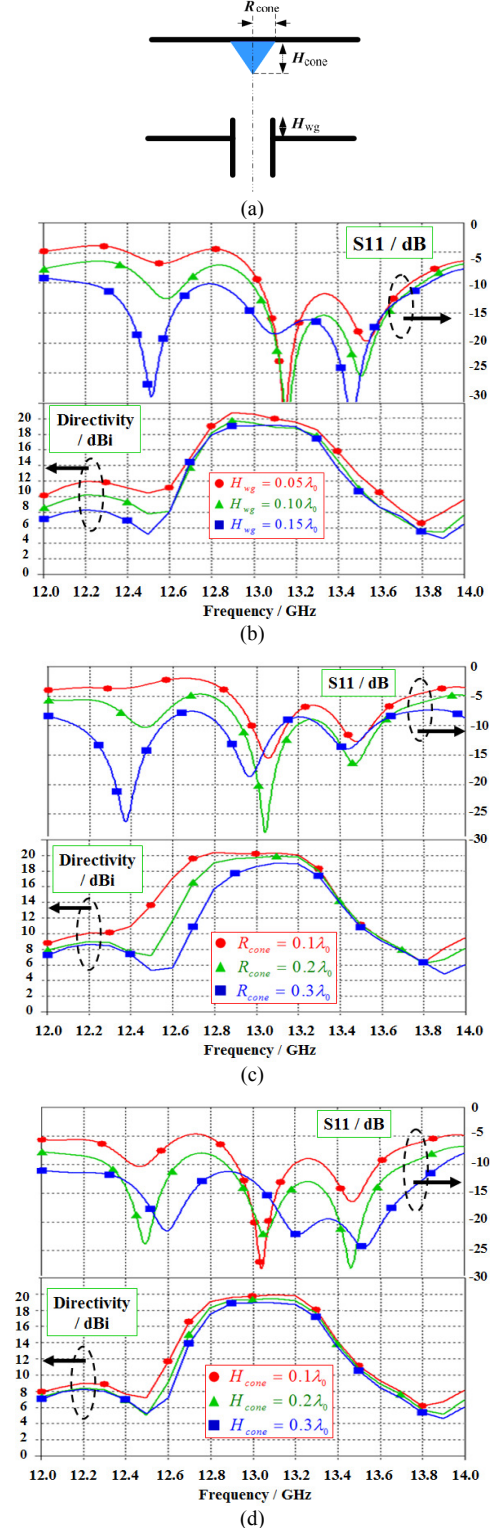 R cone
H cone
H wg
(a)
S11 / dB
0
-5
-10
-15
-20
-25
-30
Directivity
/ dBi
20
18
16
14
12
10
8
6
4
2
0
H wg = 0.05λ0
H wg = 0.10λ0
H wg = 0.15λ0
12.0 12.2 12.4 12.6 12.8 13.0 13.2 13.4 13.6 13.8 14.0
Frequency / GHz
(b)
S11 / dB
0
-5
-10
-15
-20
-25
-30
Directivity
/ dBi
20
18
16
14
12
10
8
6
4
2
0
R cone = 0.1λ0
R cone = 0.2λ0
R cone = 0.3λ0
12.0 12.2 12.4 12.6 12.8 13.0 13.2 13.4 13.6 13.8 14.0
Frequency / GHz
(c)
S11 / dB
0
-5
-10
-15
-20
-25
-30
Directivity
/ dBi
20
18
16
14
12
10
8
6
4
2
0
H cone = 0.1λ0
H cone = 0.2λ0
H cone = 0.3λ0
12.0 12.2 12.4 12.6 12.8 13.0 13.2 13.4 13.6 13.8 14.0
Frequency / GHz
(d)